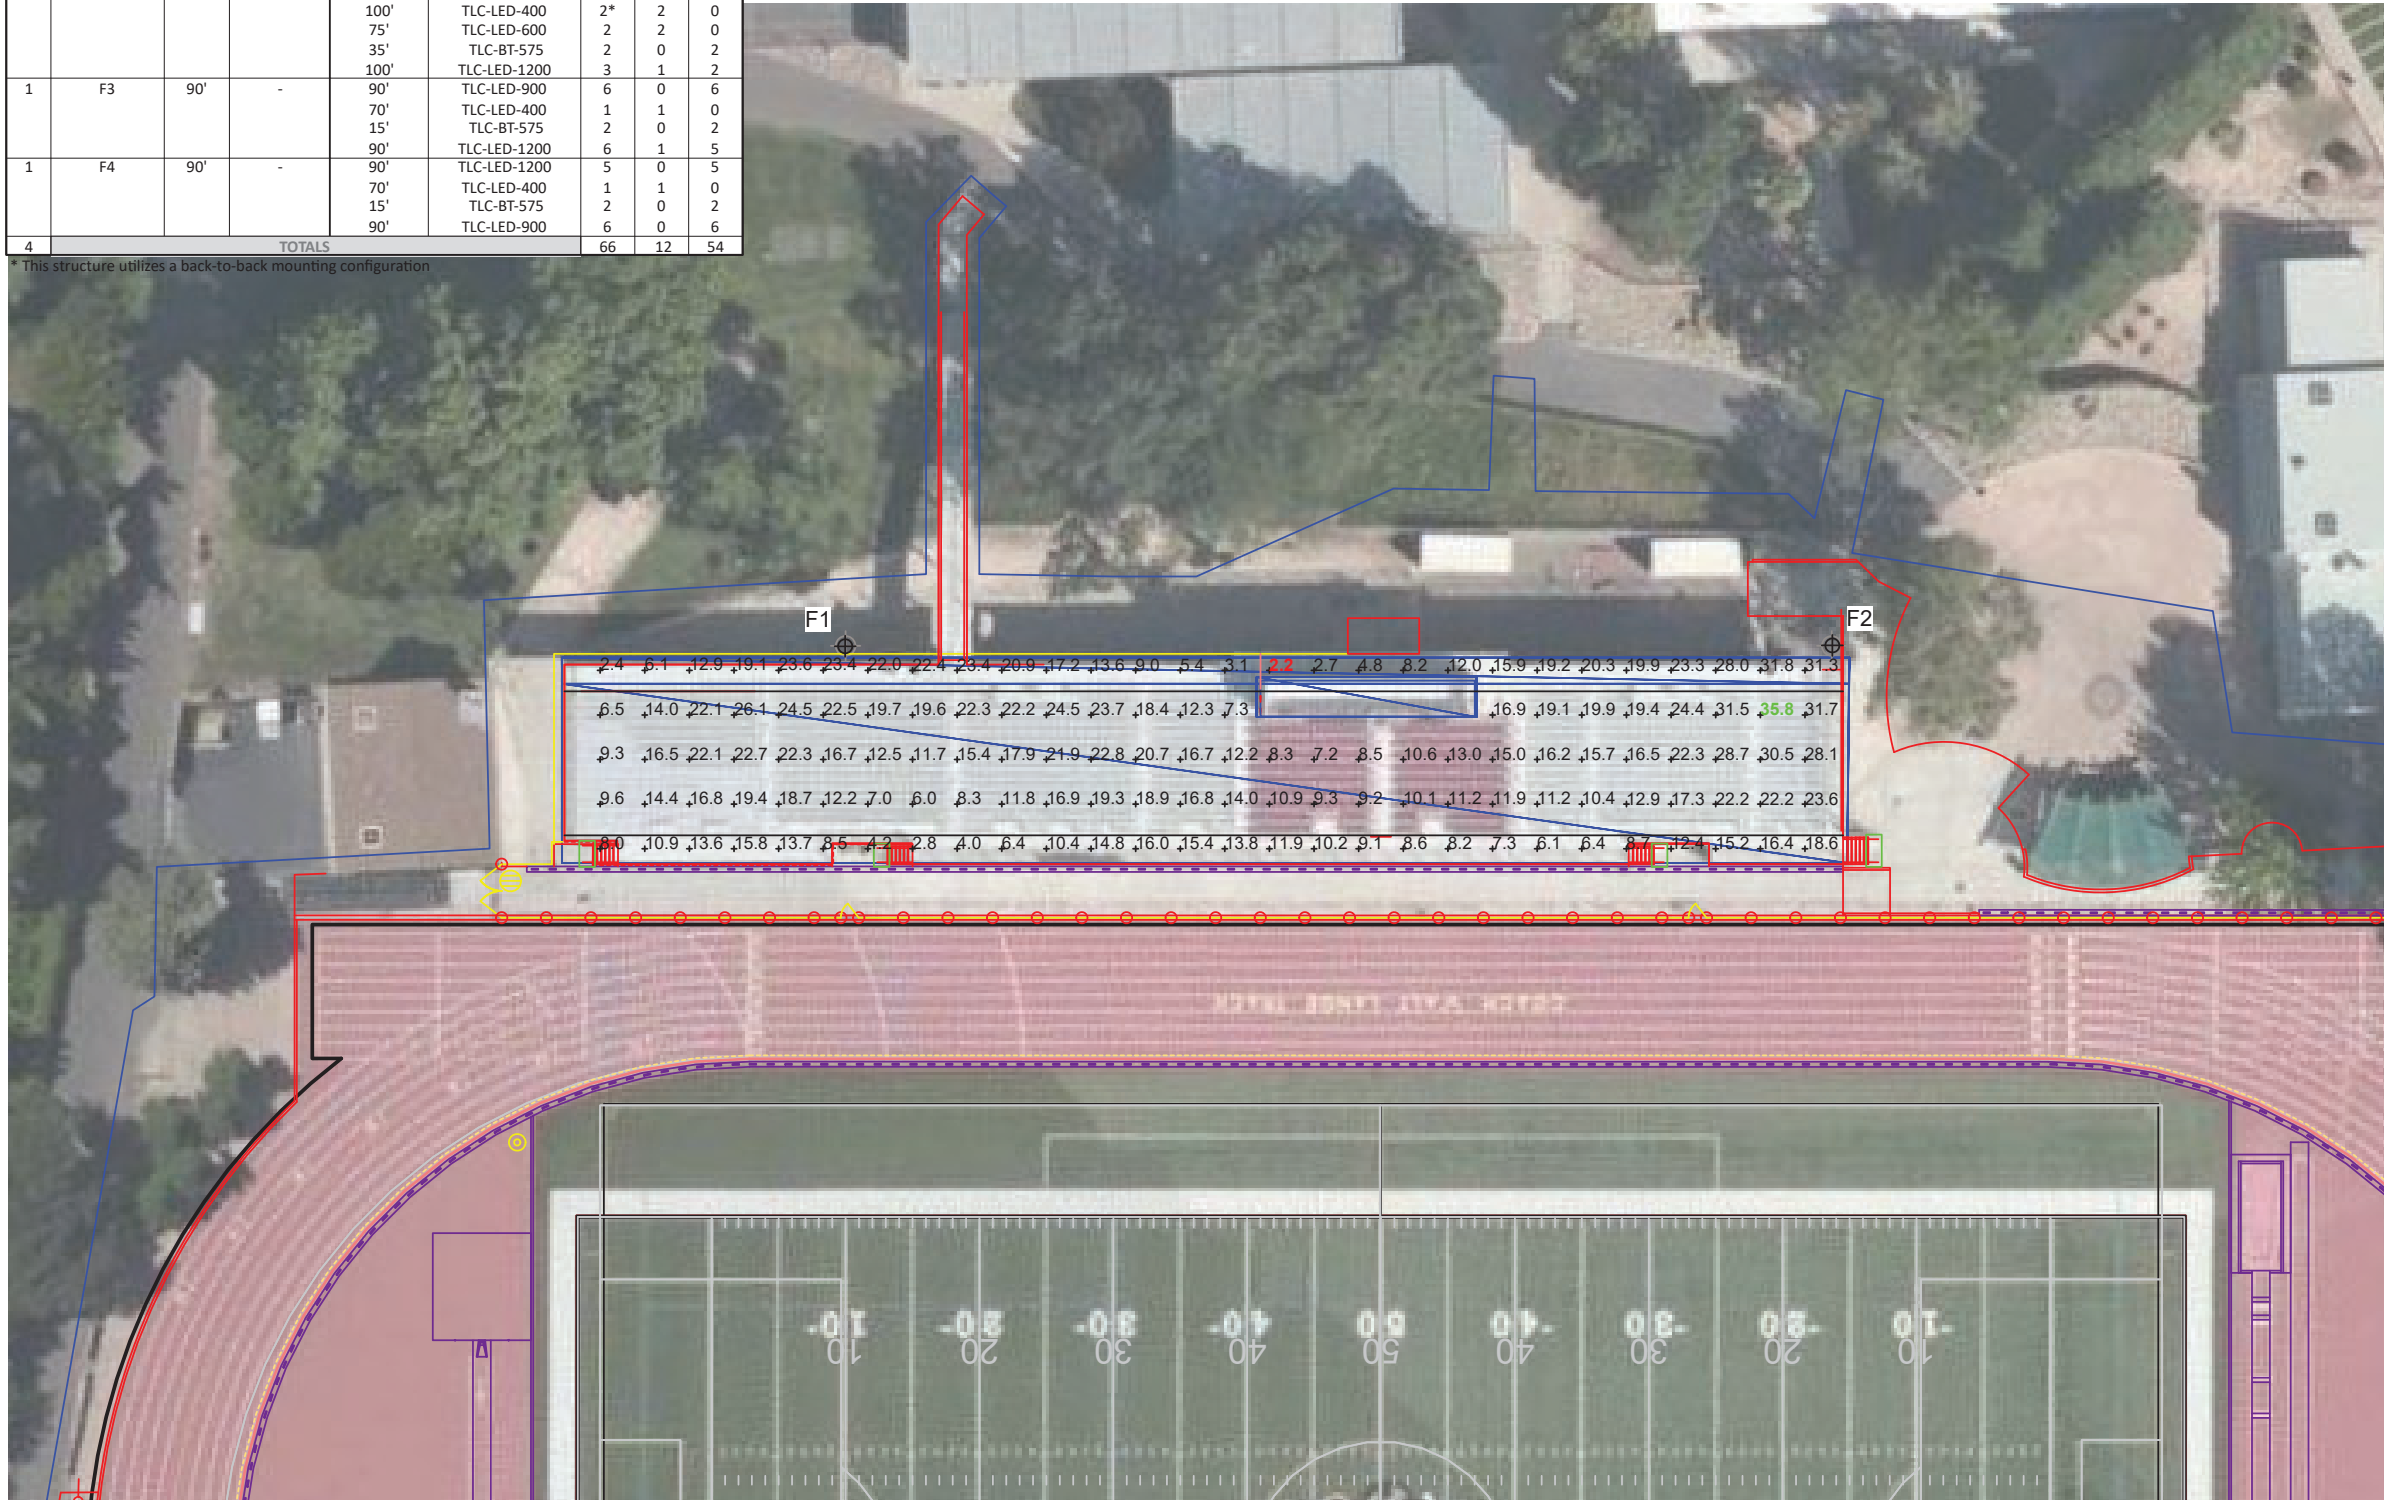 100' TLC-LED-400 2* 2 0
75' TLC-LED-600 2 2 0
35' TLC-BT-575 2 0 2
100' TLC-LED-1200 3 1 2
1 F3 90' - 90' TLC-LED-900 6 0 6
70' TLC-LED-400 1 1 0
15' TLC-BT-575 2 0 2
90' TLC-LED-1200 6 1 5
1 F4 90' - 90' TLC-LED-1200 5 0 5
70' TLC-LED-400 1 1 0
15' TLC-BT-575 2 0 2
90' TLC-LED-900 6 0 6
4 TOTALS 66 12 54
* This structure utilizes a back-to-back mounting configuration
F1
F2
2.4 6.1 12.9 19.1 23.6 23.4 22.0 22.4 23.4 20.9 17.2 13.6 9.0 5.4 3.1 2.2 2.7 4.8 8.2 12.0 15.9 19.2 20.3 19.9 23.3 28.0 31.8 31.3
6.5 14.0 22.1 26.1 24.5 22.5 19.7 19.6 22.3 22.2 24.5 23.7 18.4 12.3 7.3 16.9 19.1 19.9 19.4 24.4 31.5 35.8 31.7
9.3 16.5 22.1 22.7 22.3 16.7 12.5 11.7 15.4 17.9 21.9 22.8 20.7 16.7 12.2 8.3 7.2 8.5 10.6 13.0 15.0 16.2 15.7 16.5 22.3 28.7 30.5 28.1
9.6 14.4 16.8 19.4 18.7 12.2 7.0 6.0 8.3 11.8 16.9 19.3 18.9 16.8 14.0 10.9 9.3 9.2 10.1 11.2 11.9 11.2 10.4 12.9 17.3 22.2 22.2 23.6
8.0 10.9 13.6 15.8 13.7 8.5 4.2 2.8 4.0 6.4 10.4 14.8 16.0 15.4 13.8 11.9 10.2 9.1 8.6 8.2 7.3 6.1 6.4 8.7 12.4 15.2 16.4 18.6
-10 -20 -30 -40 50 40- 30- 20- 10-
10 20 30 40 50 40 30 20 10